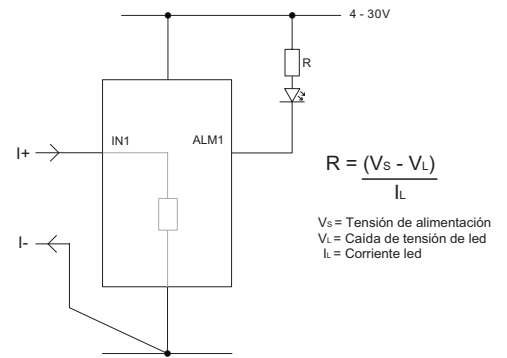 4 - 30V
R
IN1
ALM1
I+
I-
R = (Vs - VL)
IL
Vs = Tensión de alimentación
VL = Caída de tensión de led
IL = Corriente led